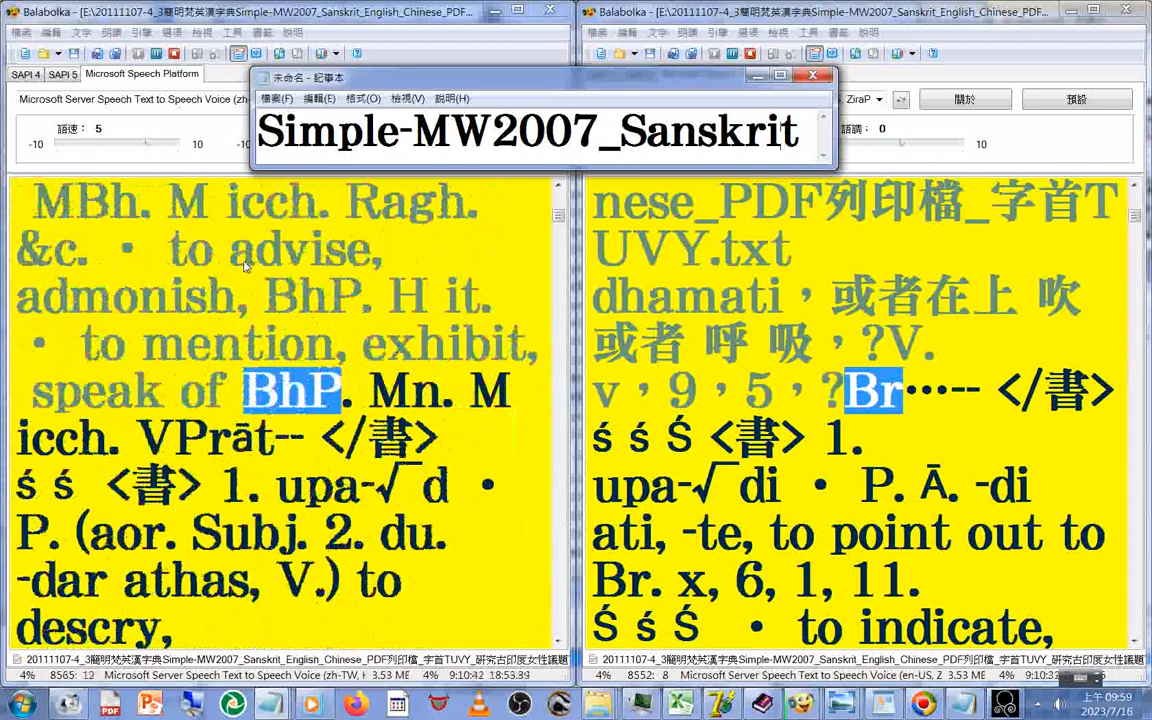 Balabolka - [E:\20111107-4_3簡明梵英漢字典Simple-MW2007_Sanskrit_English_Chinese_PDF...
檔案 編輯 文字 朗讀 引擎 選項 檢視 工具 書籤 說明
SAPI 4 SAPI 5 Microsoft Speech Platform
Microsoft Server Speech Text to Speech Voice (zh-
語速： 5
-10 10 -10
Balabolka - [E:\20111107-4_3簡明梵英漢字典Simple-MW2007_Sanskrit_English_Chinese_PDF...
檔案 編輯 文字 朗讀 引擎 選項 檢視 工具 書籤 說明
, ZiraP 關於 預設
語調： 0
10
未命名 - 記事本
檔案(F) 編輯(E) 格式(O) 檢視(V) 說明(H)
Simple-MW2007_Sanskrit
MBh. M icch. Ragh.
&c. • to advise,
admonish, BhP. H it.
• to mention, exhibit,
speak of BhP. Mn. M
icch. VPrāt-- </書>
ś ś <書> 1. upa-√ d •
P. (aor. Subj. 2. du.
-dar athas, V.) to
descry,
nese_PDF列印檔_字首T
UVY.txt
dhamati，或者在上 吹
或者 呼 吸，?V.
v，9，5，?Br…-- </書>
ś ś Ś <書> 1.
upa-√ di • P. Ā. -di
ati, -te, to point out to
Br. x, 6, 1, 11.
Ś ś Ś • to indicate,
20111107-4_3簡明梵英漢字典Simple-MW2007_Sanskrit_English_Chinese_PDF列印檔_字首TUVY_研究古印度女性議題
4% 8565: 12 Microsoft Server Speech Text to Speech Voice (zh-TW, H 3.53 MB 9:10:42 18:53.89
20111107-4_3簡明梵英漢字典Simple-MW2007_Sanskrit_English_Chinese_PDF列印檔_字首TUVY_研究古印度女性議題
4% 8552: 8 Microsoft Server Speech Text to Speech Voice (en-US, Z 3.53 MB
上午 09:59
2023/7/16